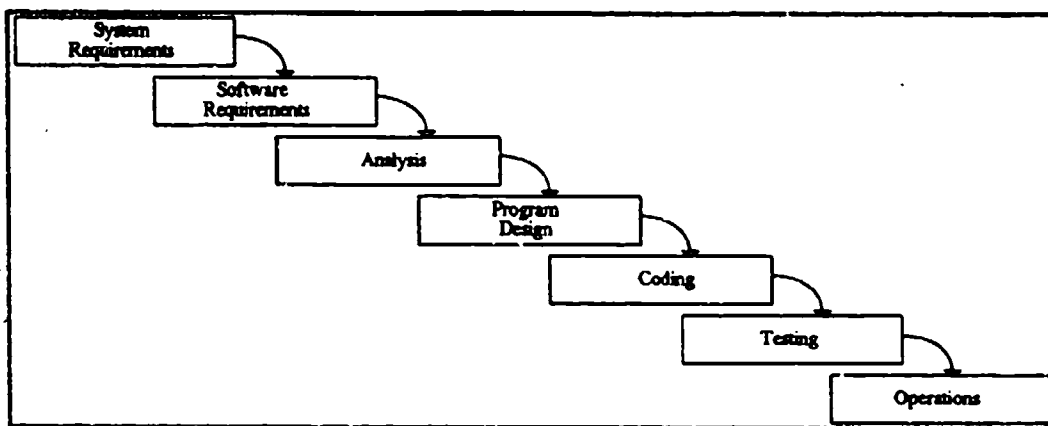 System
Requirements
Software
Requirements
Analysis
Program
Design
Coding
Testing
Operations